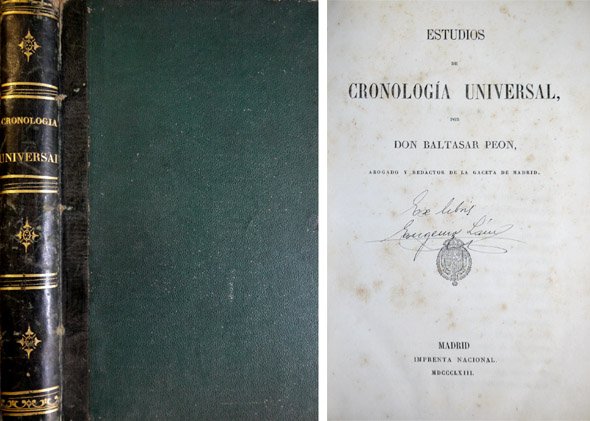 CRONOLOGIA
UNIVERSAL
ESTUDIOS
DE
CRONOLOGÍA UNIVERSAL,
POR
DON BALTASAR PEON,
ABOGADO Y REDACTOR DE LA GACETA DE MADRID.
Ex libris
Eugenio
MADRID
IMPRENTA NACIONAL.
MDCCCLXIII.